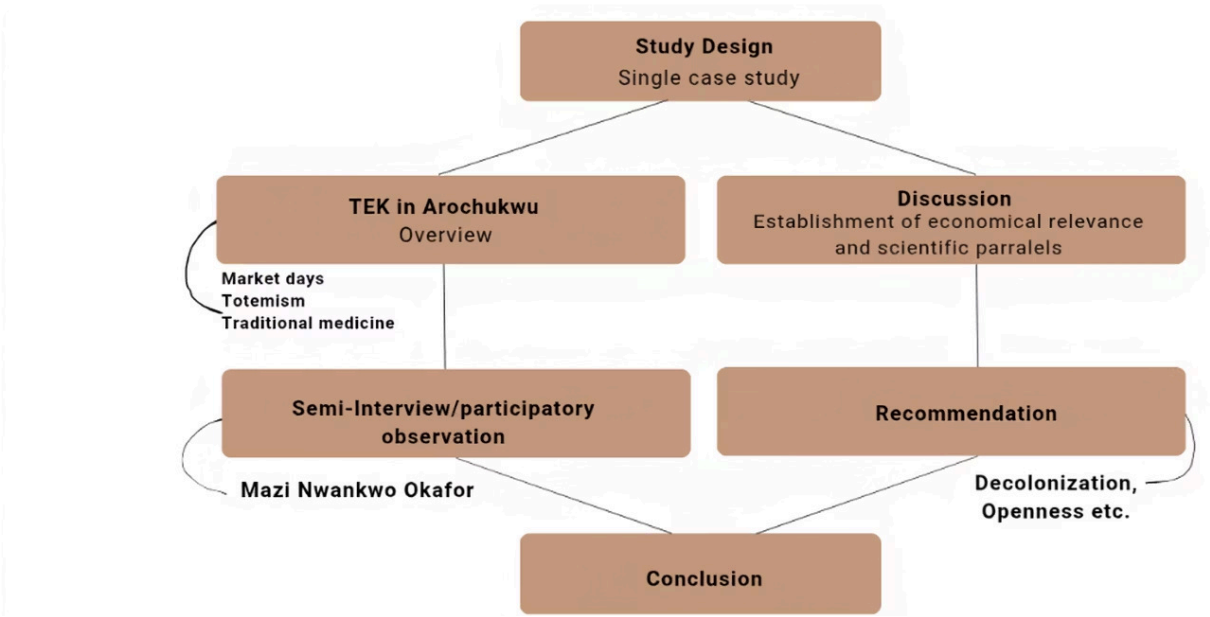 Study Design
Single case study
TEK in Arochukwu
Overview
Market days
Totemism
Traditional medicine
Discussion
Establishment of economical relevance
and scientific parralels
Semi-Interview/participatory
observation
Mazi Nwankwo Okafor
Recommendation
Decolonization,
Openness etc.
Conclusion